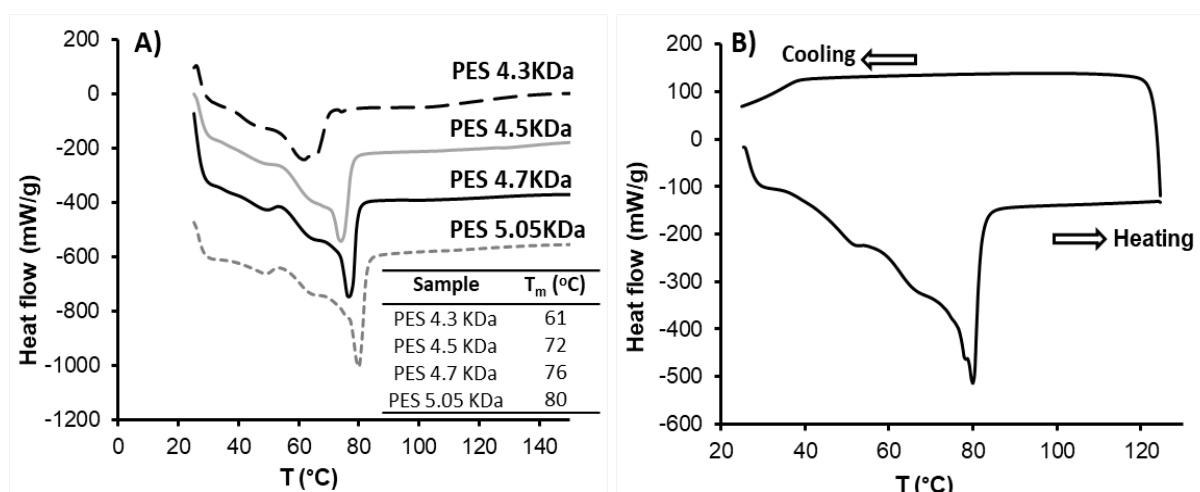 A)
200
0
-200
-400
-600
-800
-1000
-1200
Heat flow (mW/g)
PES 4.3KDa
PES 4.5KDa
PES 4.7KDa
PES 5.05KDa
Sample Tm (°C)
PES 4.3 KDa 61
PES 4.5 KDa 72
PES 4.7 KDa 76
PES 5.05 KDa 80
0 20 40 60 80 100 120 140
T (°C)
B)
200
100
0
-100
-200
-300
-400
-500
-600
Heat flow (mW/g)
Cooling
Heating
20 40 60 80 100 120
T (°C)